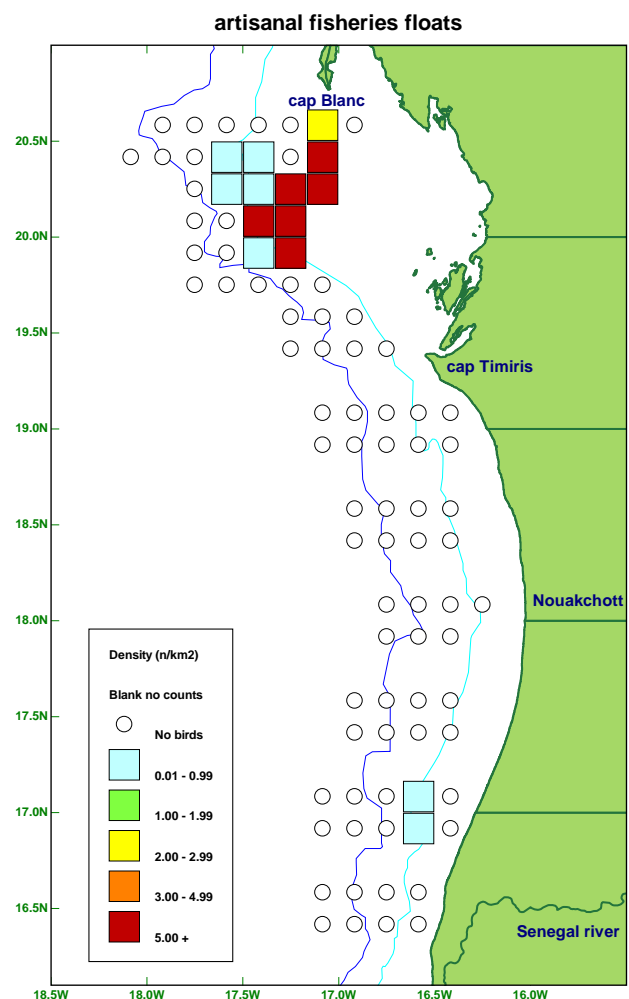 artisanal fisheries floats
cap Blanc
20.5N
20.0N
19.5N
cap Timiris
19.0N
18.5N
Nouakchott
18.0N
Density (n/km2)
Blank no counts
No birds
0.01 - 0.99
1.00 - 1.99
2.00 - 2.99
3.00 - 4.99
5.00 +
17.5N
17.0N
16.5N
Senegal river
18.5W 18.0W 17.5W 17.0W 16.5W 16.0W